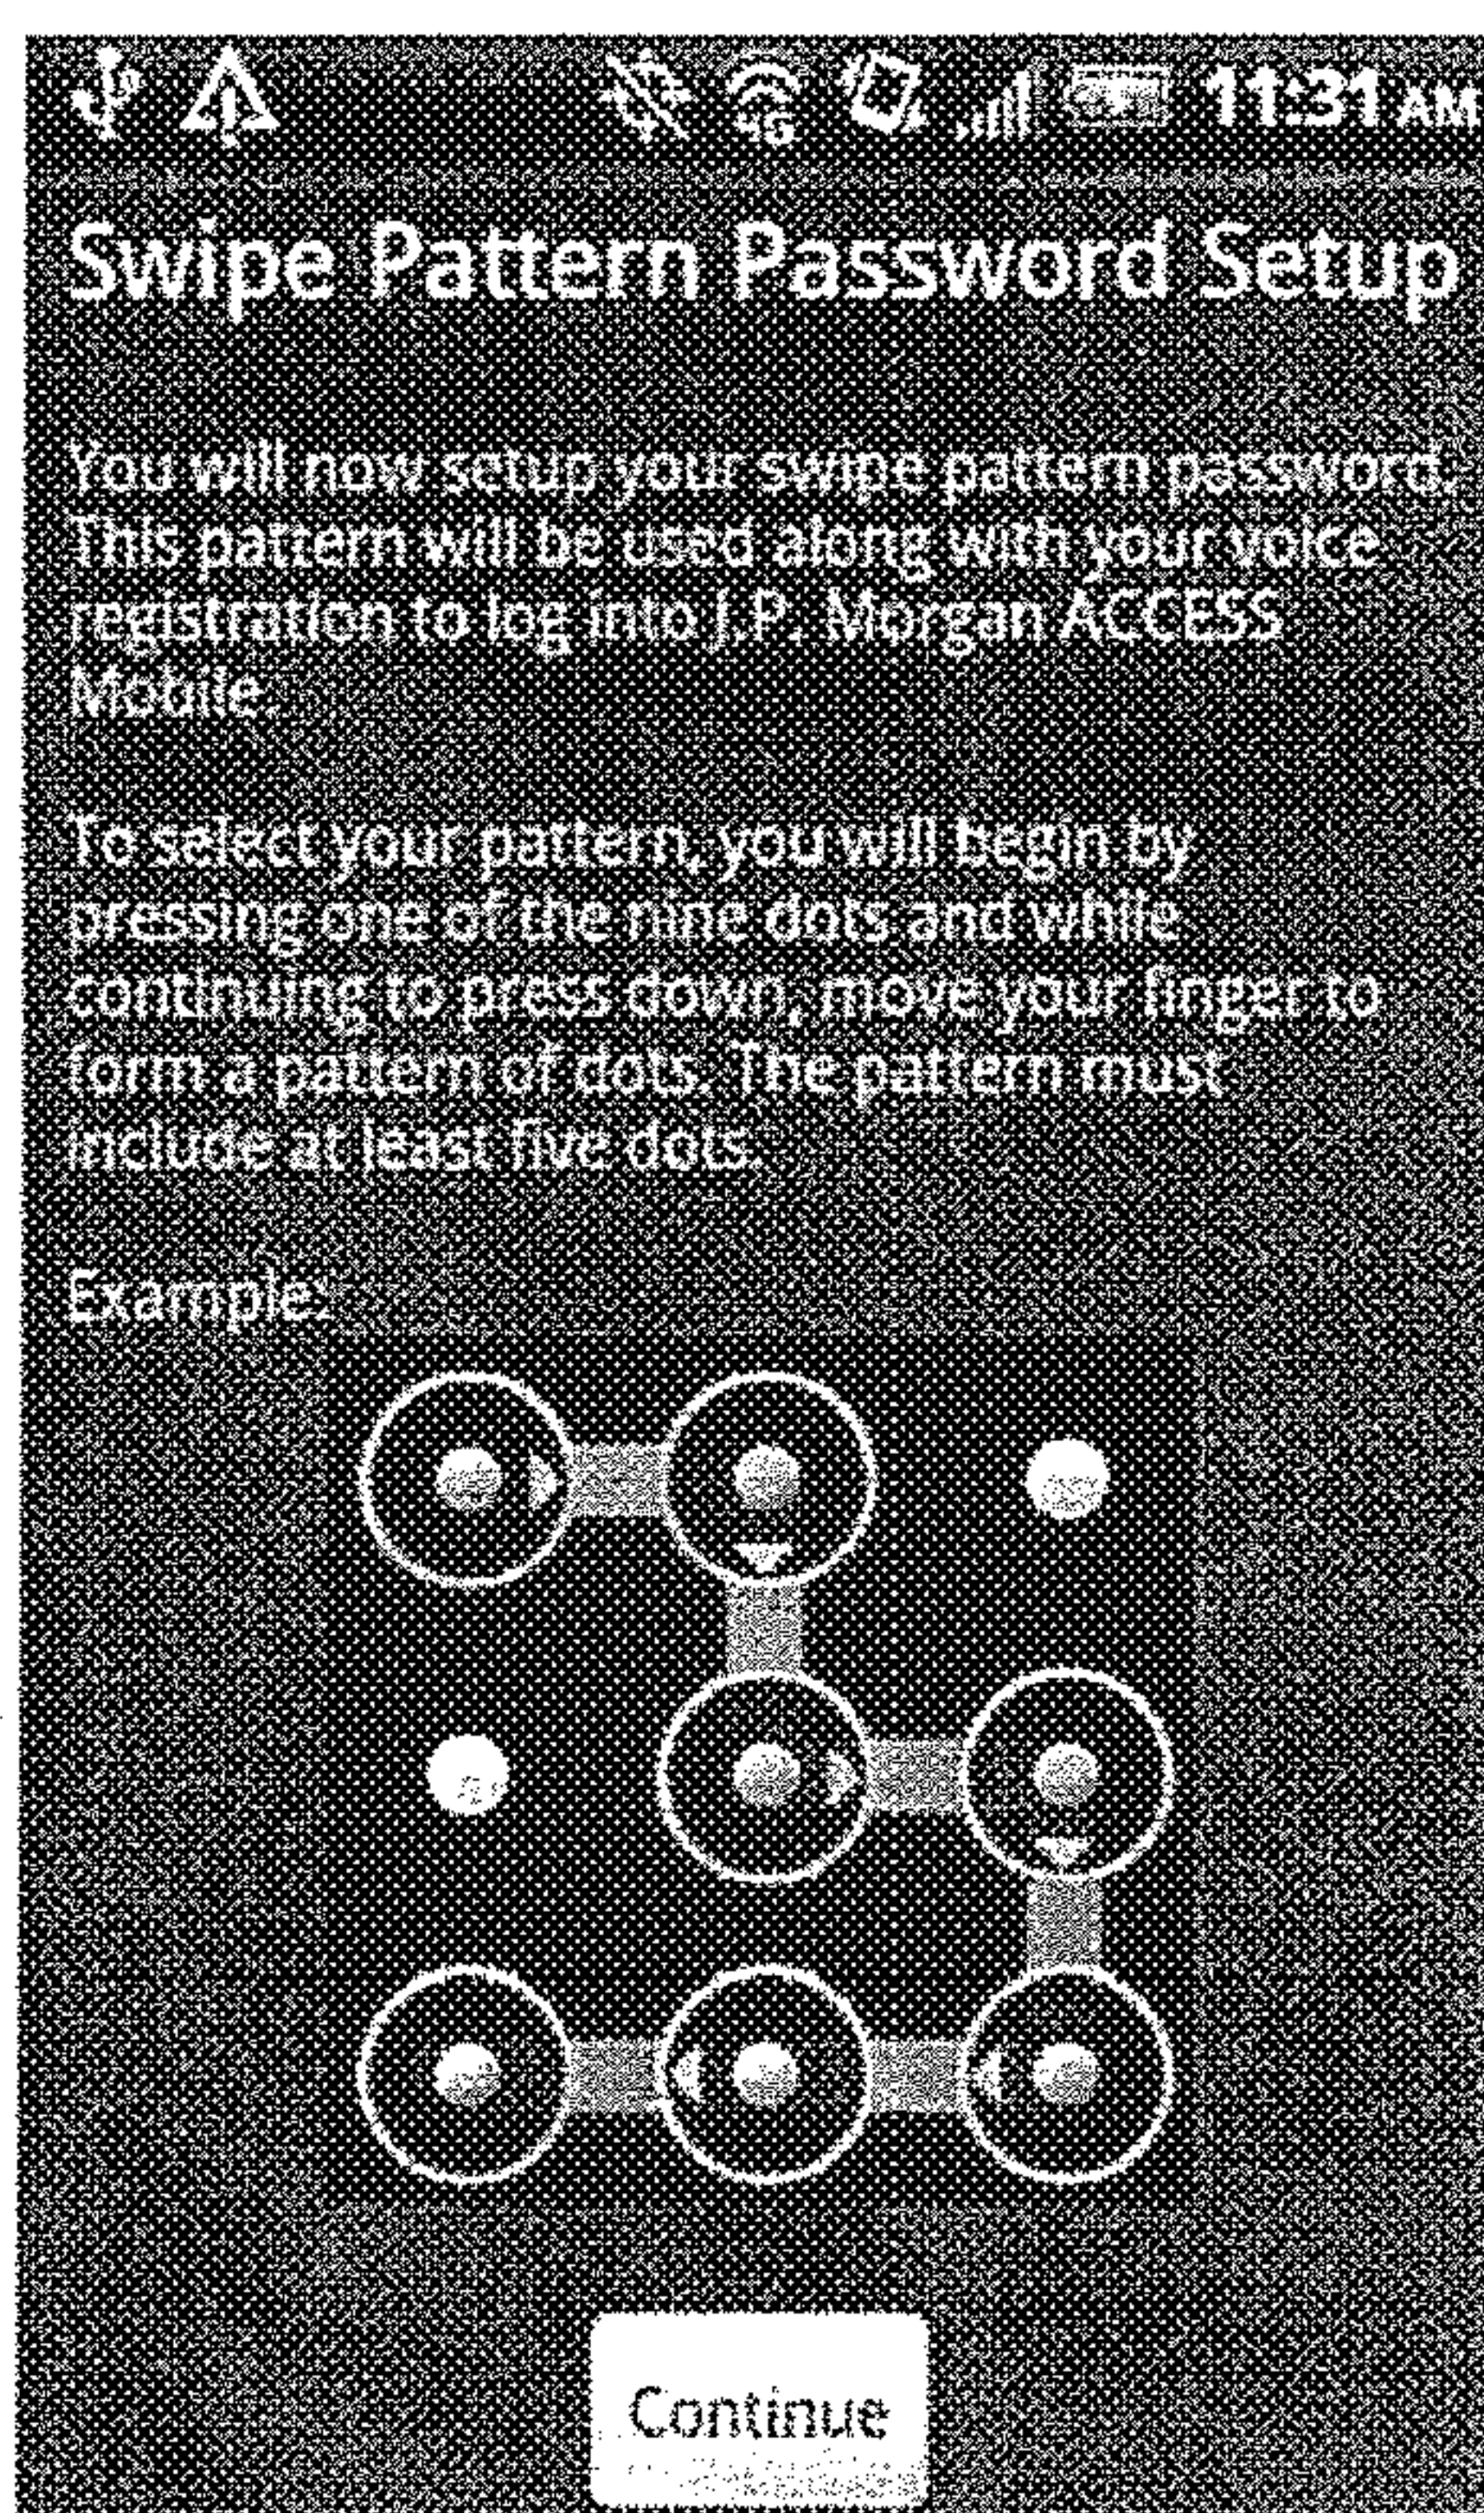 4G 11:31 AM
Swipe Pattern Password Setup
You will now setup your swipe pattern password.
This pattern will be used along with your voice
registration to log into J.P. Morgan ACCESS
Mobile.
To select your pattern, you will begin by
pressing one of the nine dots and while
continuing to press down, move your finger to
form a pattern of dots. The pattern must
include at least five dots.
Example:
Continue